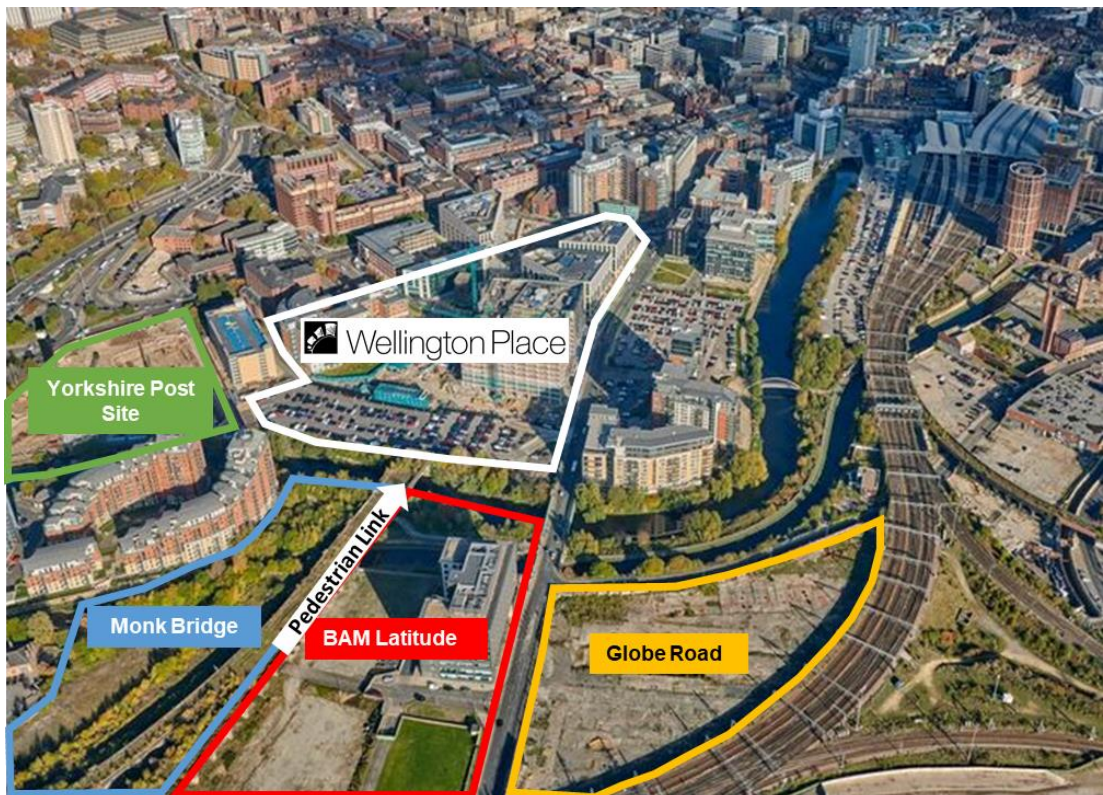 Wellington Place
Yorkshire Post
Site
Pedestrian Link
Monk Bridge
BAM Latitude
Globe Road